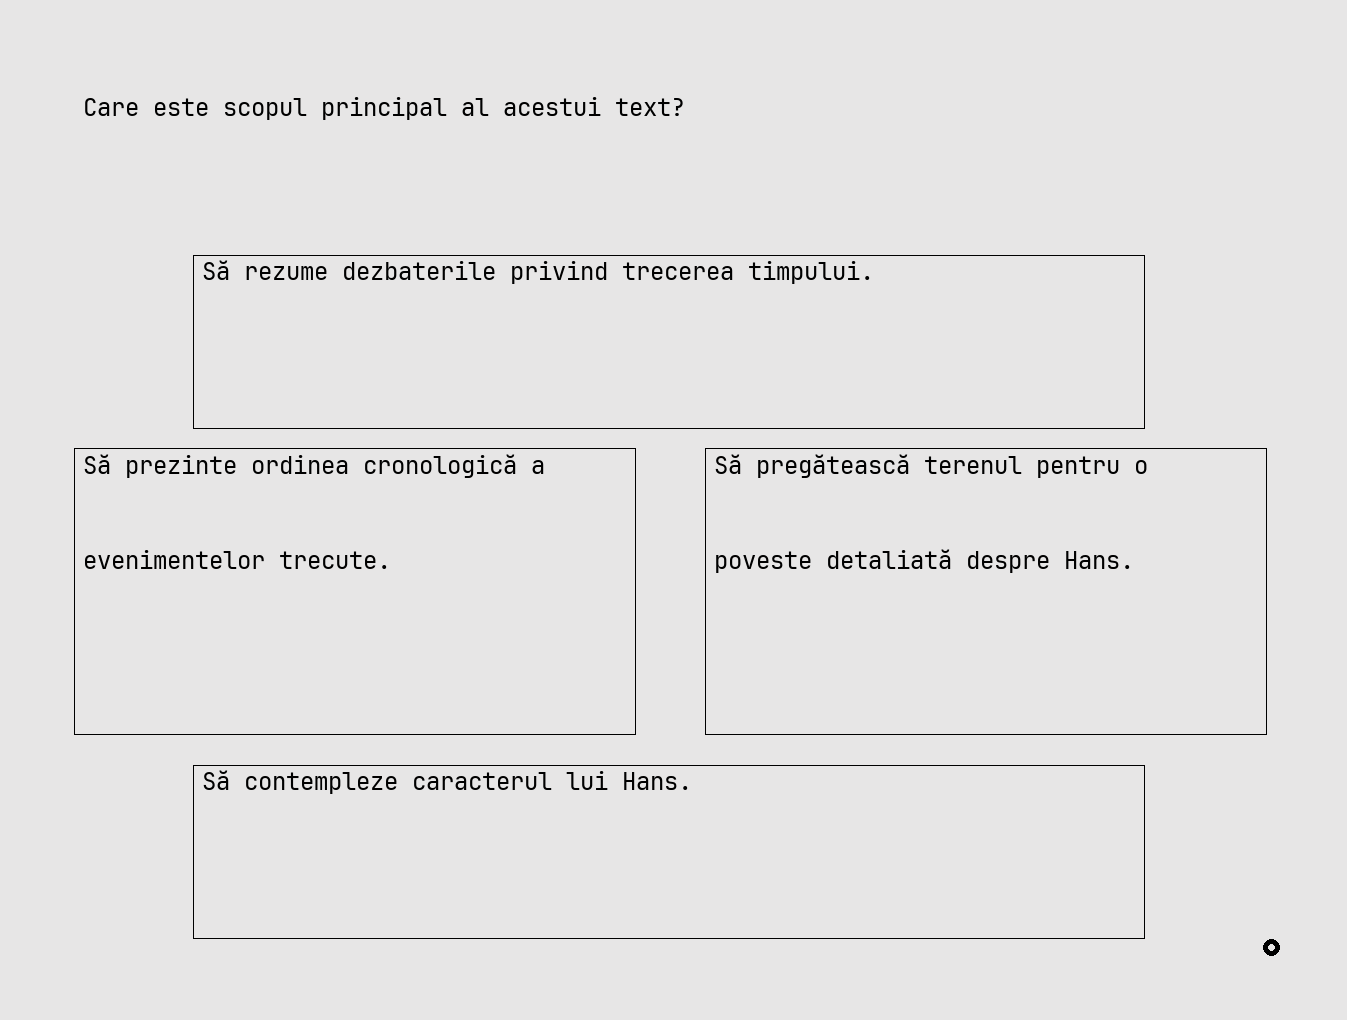 Care este scopul principal al acestui text?
Să rezume dezbaterile privind trecerea timpului.
Să prezinte ordinea cronologică a
evenimentelor trecute.
Să pregătească terenul pentru o
poveste detaliată despre Hans.
Să contempleze caracterul lui Hans.